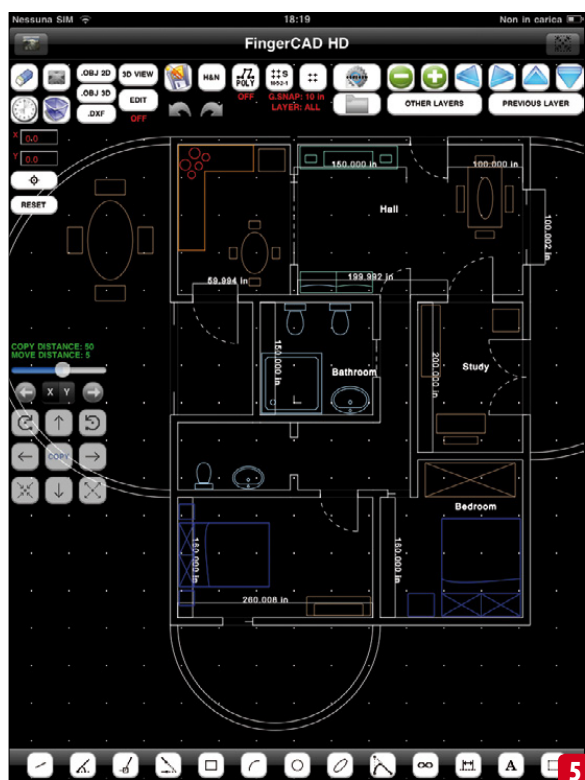 Nessuna SIM 18:19 Non in carica
FingerCAD HD
.OBJ 2D 3D VIEW H&N POLY
.OBJ 3D EDIT OFF G.SNAP: 10 in
.DXF OFF LAYER: ALL
OTHER LAYERS PREVIOUS LAYER
X 0.0
Y 0.0
RESET
150.000 in 100.000 in
Hall
100.002 in
59.994 in 199.992 in
COPY DISTANCE: 50
MOVE DISTANCE: 5
X Y
COPY
150.000 in
Bathroom
200.000 in
Study
Bedroom
160.000 in
160.000 in
260.008 in
A
5